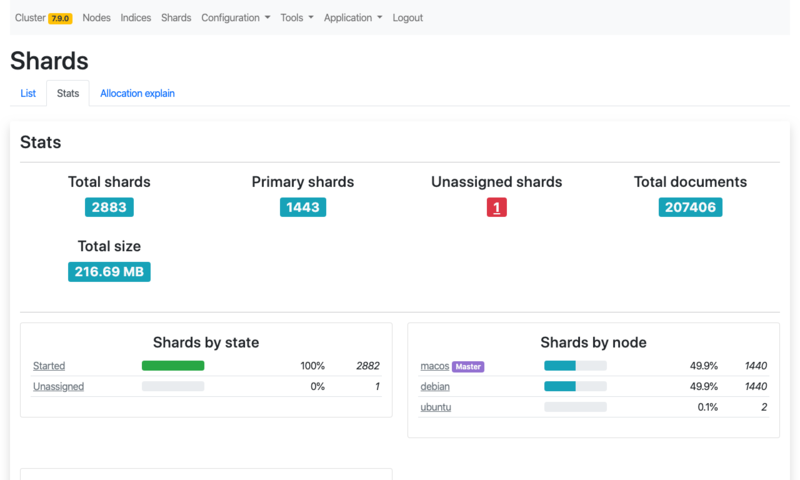 Cluster 7.9.0 Nodes Indices Shards Configuration Tools Application Logout
Shards
List Stats Allocation explain
Stats
Total shards Primary shards Unassigned shards Total documents
2883 1443 1 207406
Total size
216.69 MB
Shards by state
Started 100% 2882
Unassigned 0% 1
Shards by node
macos Master 49.9% 1440
debian 49.9% 1440
ubuntu 0.1% 2